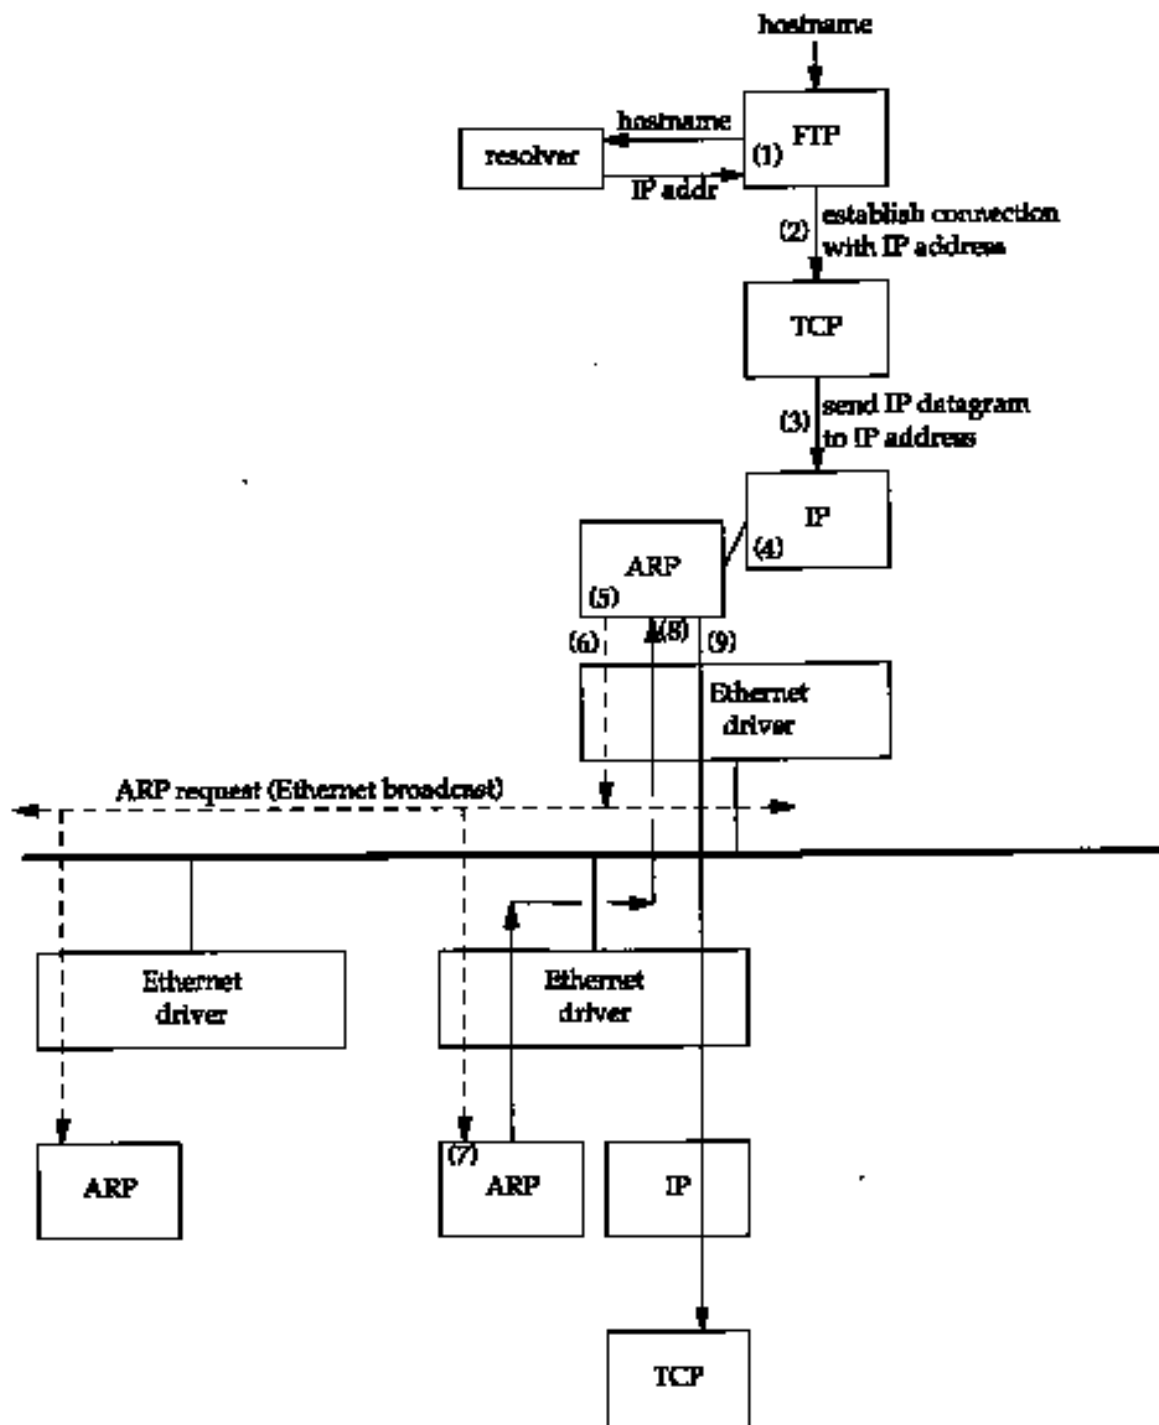 hostname
hostname
FTP
(1)
resolver
IP addr
(2)
establish connection
with IP address
TCP
(3)
send IP datagram
to IP address
IP
(4)
ARP
(5)
(6)
(8)
(9)
Ethernet
driver
ARP request (Ethernet broadcast)
Ethernet
driver
Ethernet
driver
(7)
ARP
ARP
IP
TCP